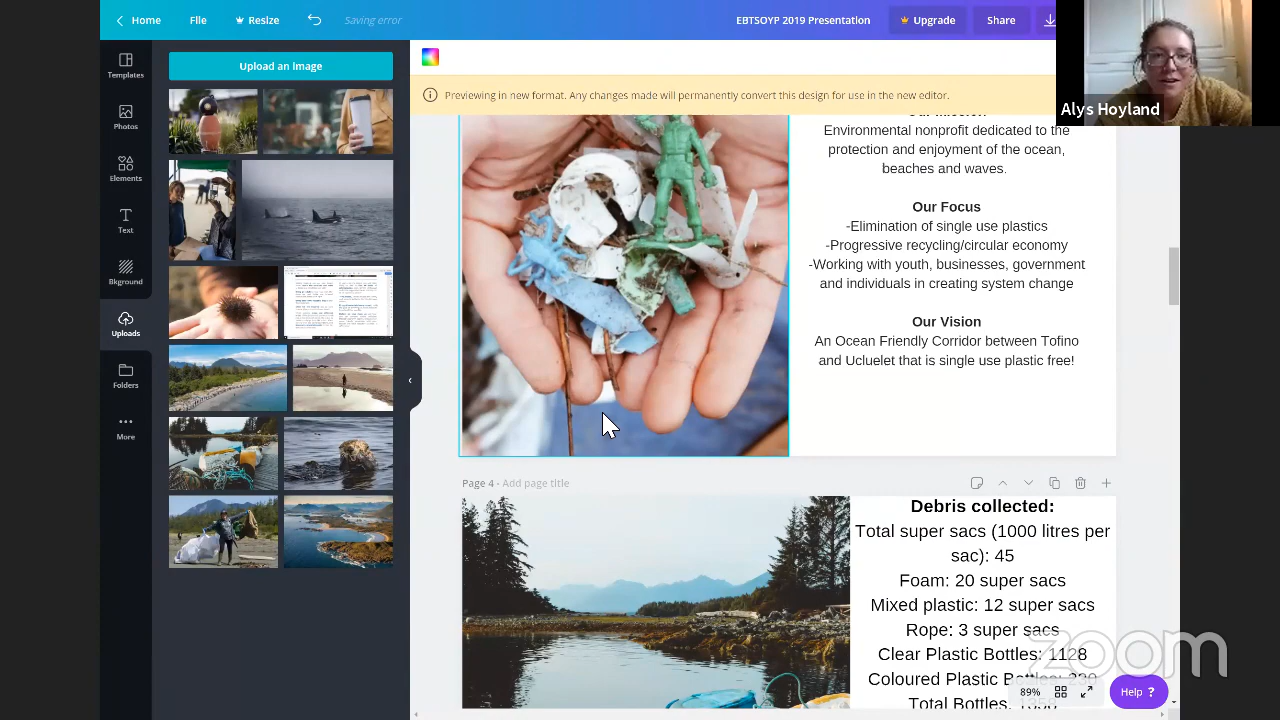 Home
File
Resize
Saving error
EBTSOYP 2019 Presentation
Upgrade
Share
Templates
Photos
Elements
Text
Bkground
Uploads
Folders
More
Upload an image
Previewing in new format. Any changes made will permanently convert this design for use in the new editor.
Alys Hoyland
Our Mission
Environmental nonprofit dedicated to the
protection and enjoyment of the ocean,
beaches and waves.
Our Focus
-Elimination of single use plastics
-Progressive recycling/circular economy
-Working with youth, businesses, government
and individuals in creating systemic change
Our Vision
An Ocean Friendly Corridor between Tofino
and Ucluelet that is single use plastic free!
Page 4 - Add page title
Debris collected:
Total super sacs (1000 litres per
sac): 45
Foam: 20 super sacs
Mixed plastic: 12 super sacs
Rope: 3 super sacs
Clear Plastic Bottles: 1128
Coloured Plastic Bottles: 230
Total Bottles: 1358
89%
Help ?
zoom